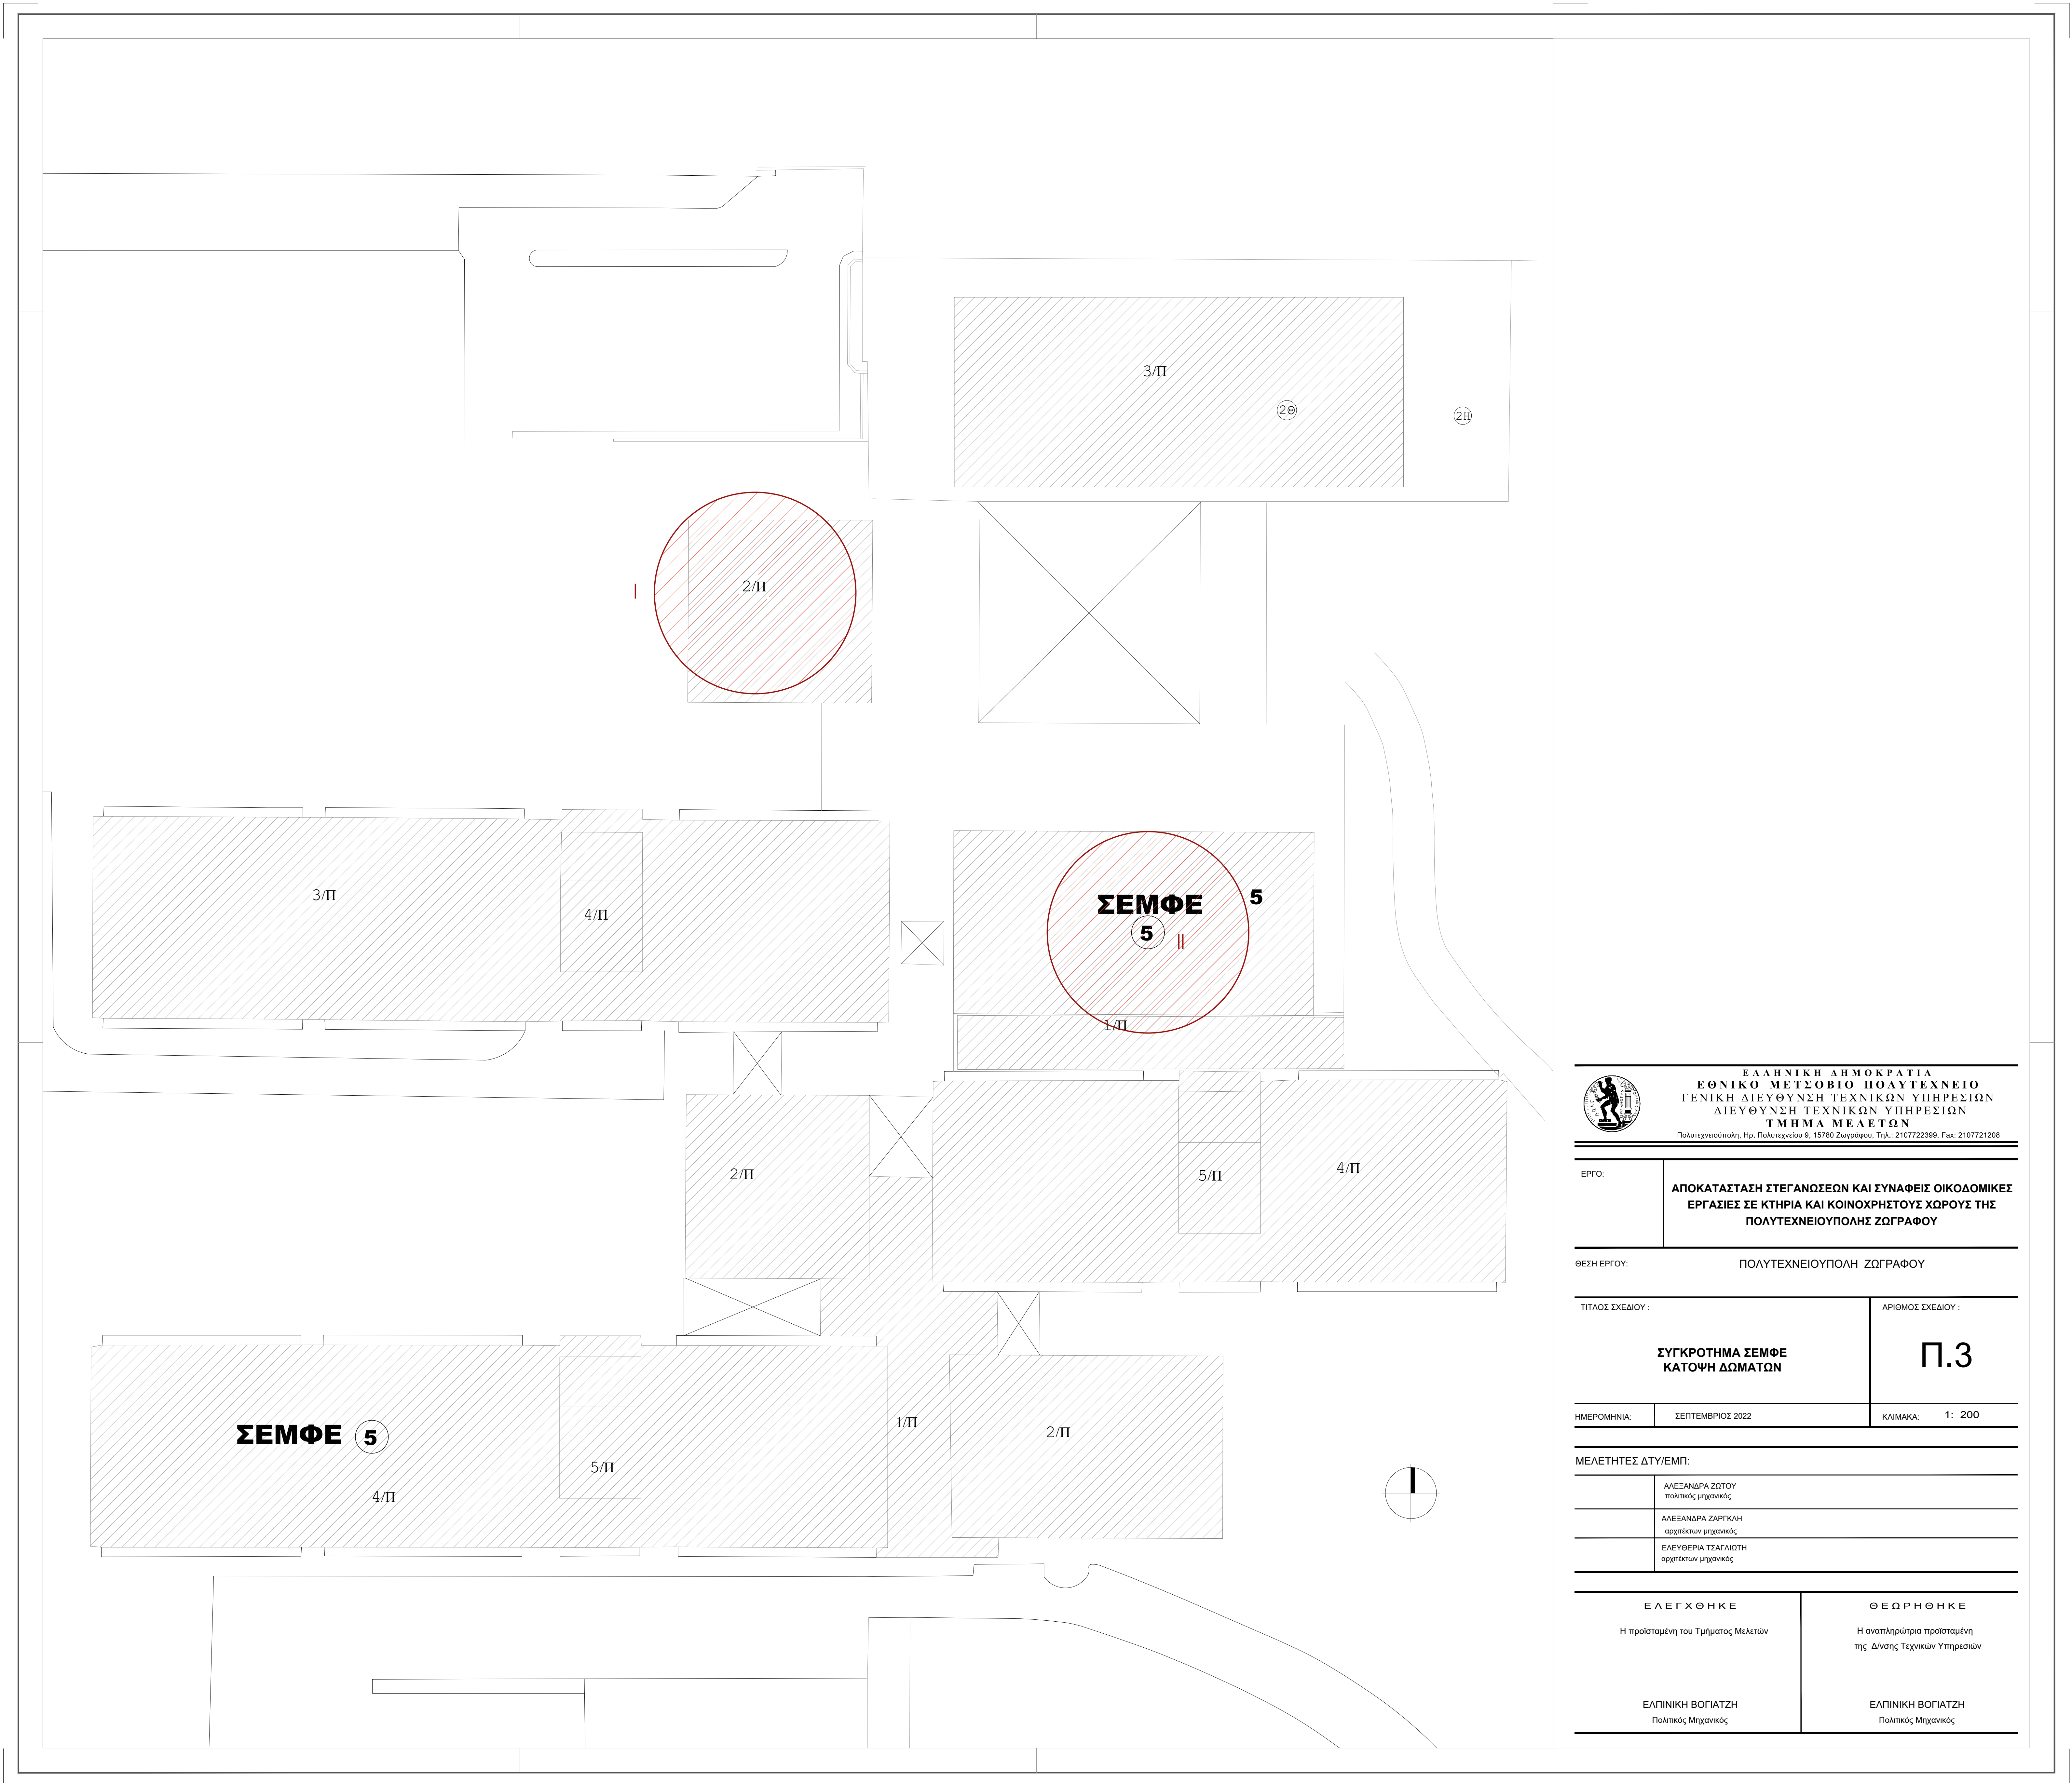 3/Π
2Θ
2Η
2/Π
I
3/Π
4/Π
ΣΕΜΦΕ
5
5
II
1/Π
2/Π
5/Π
4/Π
ΣΕΜΦΕ 5
4/Π
5/Π
1/Π
2/Π
ΕΛΛΗΝΙΚΗ ΔΗΜΟΚΡΑΤΙΑ
ΕΘΝΙΚΟ ΜΕΤΣΟΒΙΟ ΠΟΛΥΤΕΧΝΕΙΟ
ΓΕΝΙΚΗ ΔΙΕΥΘΥΝΣΗ ΤΕΧΝΙΚΩΝ ΥΠΗΡΕΣΙΩΝ
ΔΙΕΥΘΥΝΣΗ ΤΕΧΝΙΚΩΝ ΥΠΗΡΕΣΙΩΝ
ΤΜΗΜΑ ΜΕΛΕΤΩΝ
Πολυτεχνειούπολη, Ηρ. Πολυτεχνείου 9, 15780 Ζωγράφου, Τηλ.: 2107722399, Fax: 2107721208
ΕΡΓΟ:
ΑΠΟΚΑΤΑΣΤΑΣΗ ΣΤΕΓΑΝΩΣΕΩΝ ΚΑΙ ΣΥΝΑΦΕΙΣ ΟΙΚΟΔΟΜΙΚΕΣ
ΕΡΓΑΣΙΕΣ ΣΕ ΚΤΗΡΙΑ ΚΑΙ ΚΟΙΝΟΧΡΗΣΤΟΥΣ ΧΩΡΟΥΣ ΤΗΣ
ΠΟΛΥΤΕΧΝΕΙΟΥΠΟΛΗΣ ΖΩΓΡΑΦΟΥ
ΘΕΣΗ ΕΡΓΟΥ: ΠΟΛΥΤΕΧΝΕΙΟΥΠΟΛΗ ΖΩΓΡΑΦΟΥ
ΤΙΤΛΟΣ ΣΧΕΔΙΟΥ :
ΣΥΓΚΡΟΤΗΜΑ ΣΕΜΦΕ
ΚΑΤΟΨΗ ΔΩΜΑΤΩΝ
ΑΡΙΘΜΟΣ ΣΧΕΔΙΟΥ :
Π.3
ΗΜΕΡΟΜΗΝΙΑ: ΣΕΠΤΕΜΒΡΙΟΣ 2022
ΚΛΙΜΑΚΑ: 1: 200
ΜΕΛΕΤΗΤΕΣ ΔΤΥ/ΕΜΠ:
ΑΛΕΞΑΝΔΡΑ ΖΩΤΟΥ
πολιτικός μηχανικός
ΑΛΕΞΑΝΔΡΑ ΖΑΡΓΚΛΗ
αρχιτέκτων μηχανικός
ΕΛΕΥΘΕΡΙΑ ΤΣΑΓΛΙΩΤΗ
αρχιτέκτων μηχανικός
ΕΛΕΓΧΘΗΚΕ
Η προϊσταμένη του Τμήματος Μελετών
ΕΛΠΙΝΙΚΗ ΒΟΓΙΑΤΖΗ
Πολιτικός Μηχανικός
ΘΕΩΡΗΘΗΚΕ
Η αναπληρώτρια προϊσταμένη
της Δ/νσης Τεχνικών Υπηρεσιών
ΕΛΠΙΝΙΚΗ ΒΟΓΙΑΤΖΗ
Πολιτικός Μηχανικός